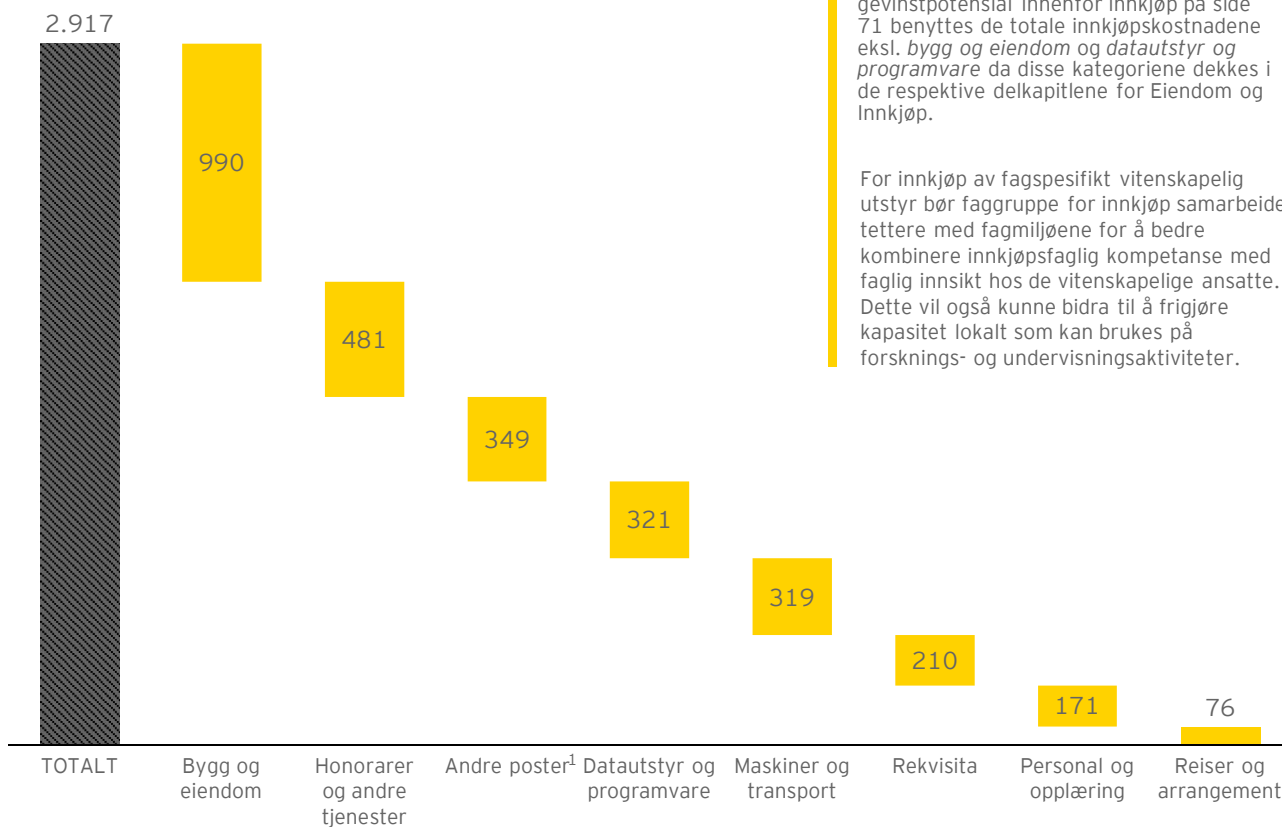 gevinstpotensial innenfor innkjøp på side
71 benyttes de totale innkjøpskostnadene
eksl. bygg og eiendom og datautstyr og
programvare da disse kategoriene dekkes i
de respektive delkapitlene for Eiendom og
Innkjøp.
For innkjøp av fagspesifikt vitenskapelig
utstyr bør faggruppe for innkjøp samarbeide
tettere med fagmiljøene for å bedre
kombinere innkjøpsfaglig kompetanse med
faglig innsikt hos de vitenskapelige ansatte.
Dette vil også kunne bidra til å frigjøre
kapasitet lokalt som kan brukes på
forsknings- og undervisningsaktiviteter.
2.917
990
481
349
321
319
210
171
76
TOTALT
Bygg og
eiendom
Honorarer
og andre
tjenester
Andre poster¹
Datautstyr og
programvare
Maskiner og
transport
Rekvisita
Personal og
opplæring
Reiser og
arrangement